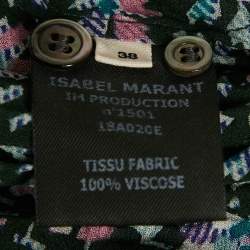 38
ISABEL MARANT
IM PRODUCTION
n°1501
18A020E
TISSU FABRIC
100% VISCOSE